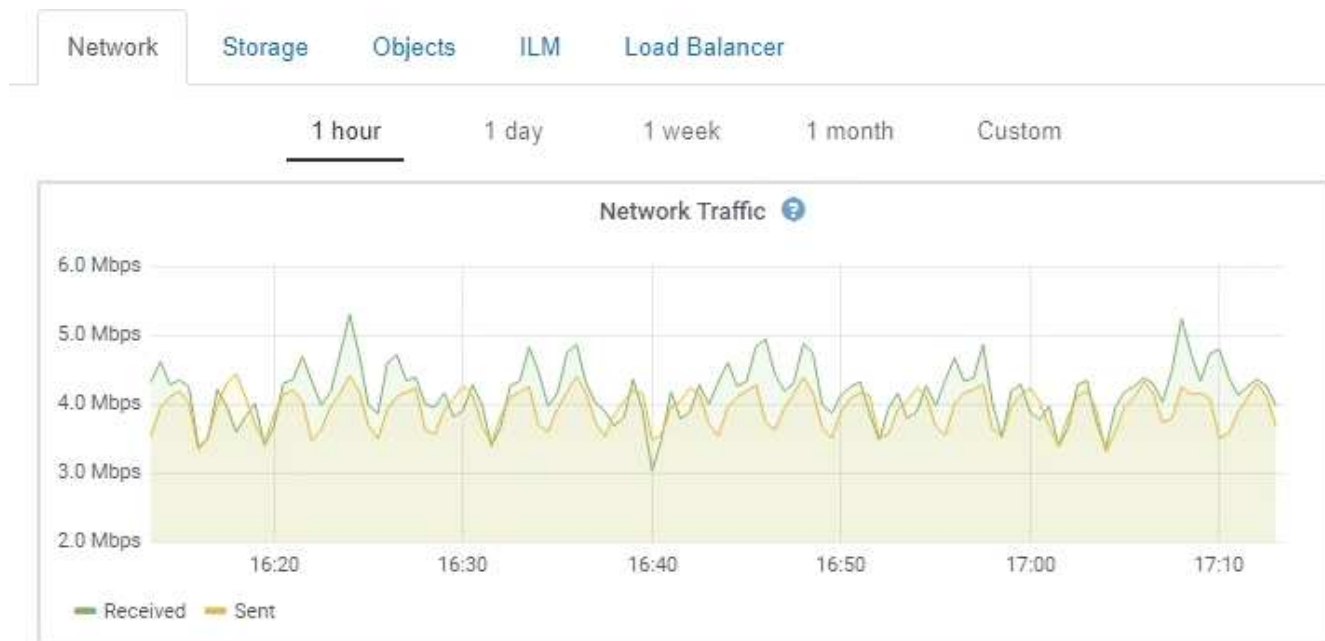 Network Storage Objects ILM Load Balancer
1 hour 1 day 1 week 1 month Custom
Network Traffic ?
6.0 Mbps
5.0 Mbps
4.0 Mbps
3.0 Mbps
2.0 Mbps
16:20 16:30 16:40 16:50 17:00 17:10
Received Sent